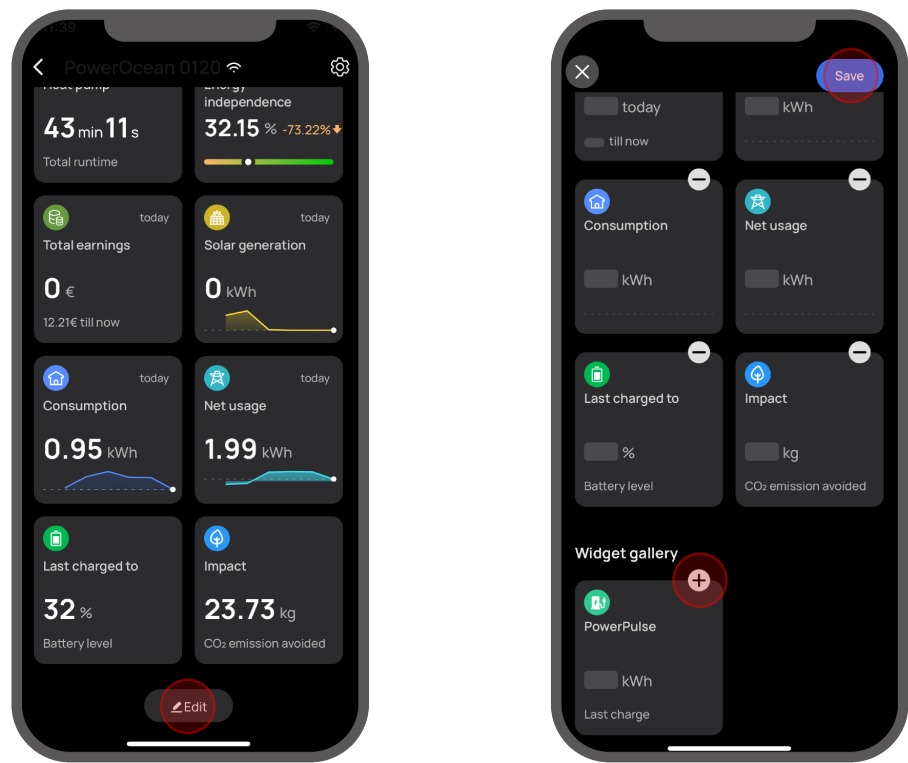 11:39
PowerOcean 0120
Heat pump
43 min 11 s
Total runtime
Energy
independence
32.15 % -73.22%
today
Total earnings
0 €
12.21€ till now
today
Solar generation
0 kWh
today
Consumption
0.95 kWh
today
Net usage
1.99 kWh
Last charged to
32 %
Battery level
Impact
23.73 kg
CO₂ emission avoided
Edit
Save
today
till now
kWh
Consumption
kWh
Net usage
kWh
Last charged to
%
Battery level
Impact
kg
CO₂ emission avoided
Widget gallery
PowerPulse
kWh
Last charge